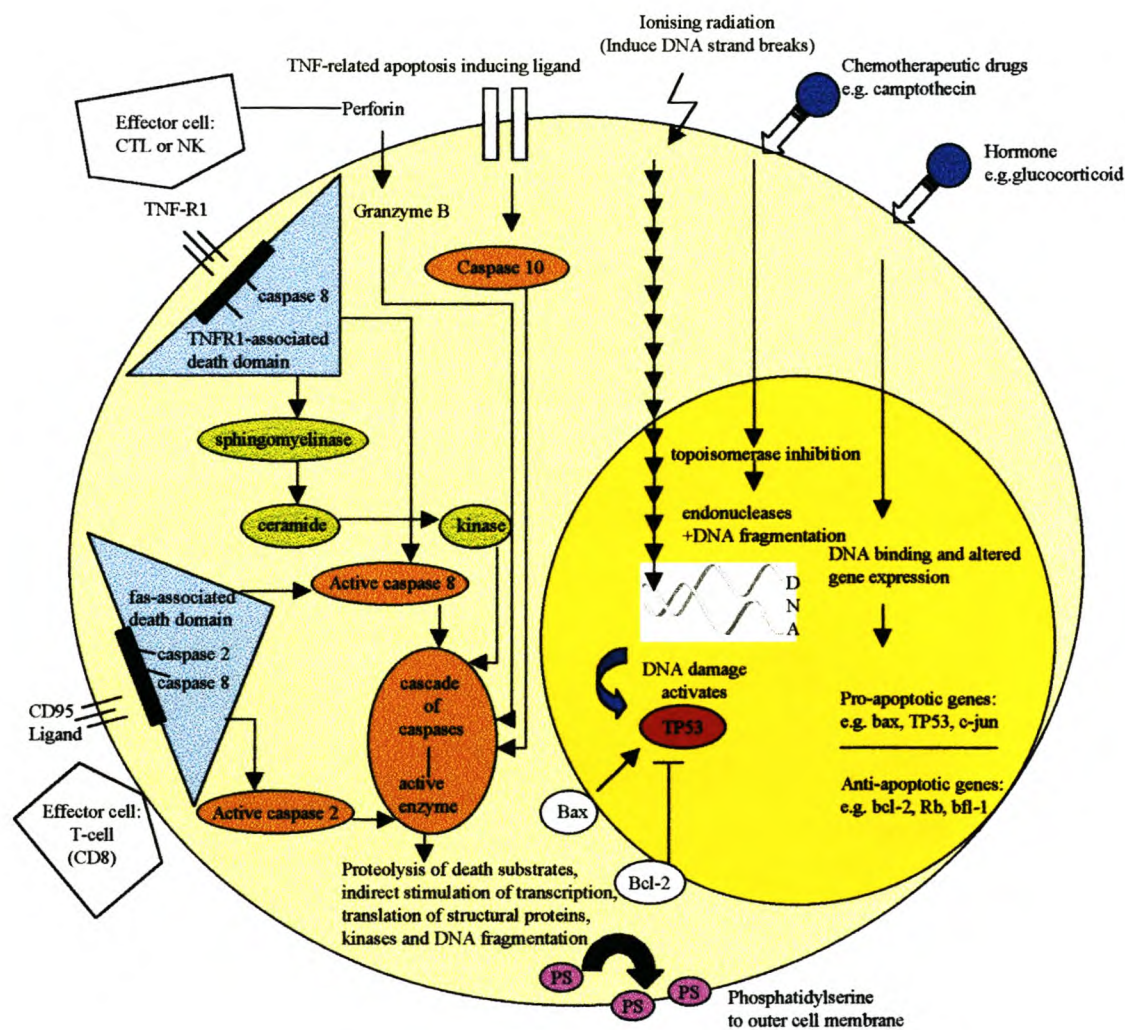 Ionising radiation
(Induce DNA strand breaks)
TNF-related apoptosis inducing ligand
Chemotherapeutic drugs
e.g. camptothecin
Perforin
Effector cell:
CTL or NK
Hormone
e.g.glucocorticoid
TNF-R1
Granzyme B
Caspase 10
caspase 8
TNFR1-associated
death domain
sphingomyelinase
topoisomerase inhibition
ceramide
kinase
endonucleases
+DNA fragmentation
DNA binding and altered
gene expression
Active caspase 8
fas-associated
death domain
D
N
A
caspase 2
caspase 8
DNA damage
activates
cascade
of
caspases
active
enzyme
CD95
Ligand
TP53
Pro-apoptotic genes:
e.g. bax, TP53, c-jun
Anti-apoptotic genes:
e.g. bcl-2, Rb, bfl-1
Effector cell:
T-cell
(CD8)
Active caspase 2
Bax
Bcl-2
Proteolysis of death substrates,
indirect stimulation of transcription,
translation of structural proteins,
kinases and DNA fragmentation
PS
PS
PS
Phosphatidylserine
to outer cell membrane